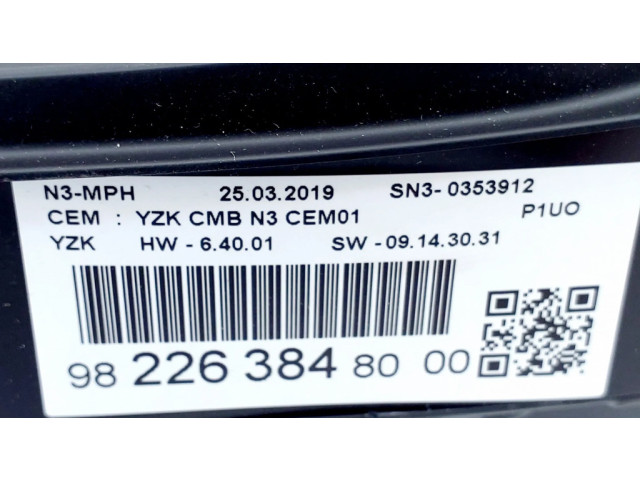 N3-MPH 25.03.2019 SN3- 0353912
CEM : YZK CMB N3 CEM01 P1UO
YZK HW - 6.40.01 SW - 09.14.30.31
98 226 384 80 00